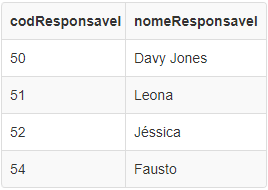 codResponsavel nomeResponsavel
50 Davy Jones
51 Leona
52 Jéssica
54 Fausto